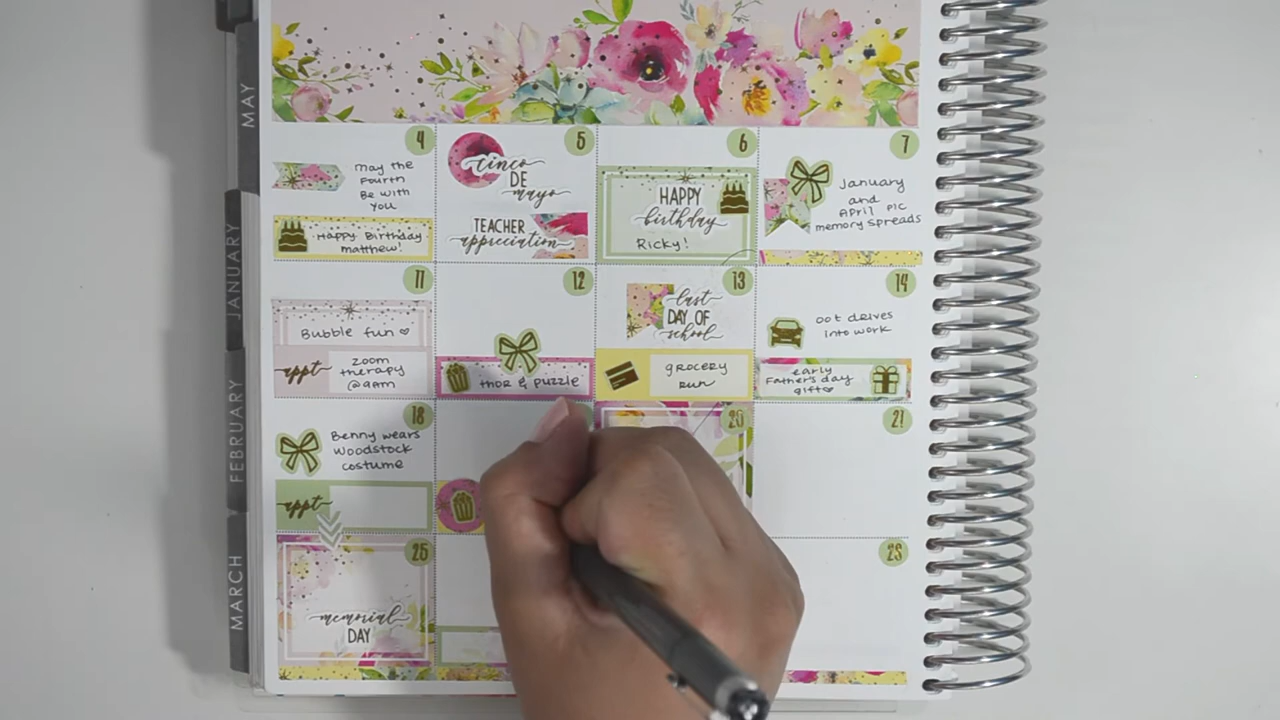 MAY
JANUARY
FEBRUARY
MARCH
4
may the
Fourth
Be with
you
Happy Birthday
matthew!
5
cinco
DE
mayo
TEACHER
appreciation
6
HAPPY
birthday
Ricky!
7
January
and
April pic
memory spreads
11
Bubble fun
appt
zoom
therapy
@9am
12
thor & puzzle
13
last
DAY OF
school
grocery
run
14
oot drives
into work
early
Father's day
gift
18
Benny wears
Woodstock
costume
appt
20
21
25
memorial
DAY
28